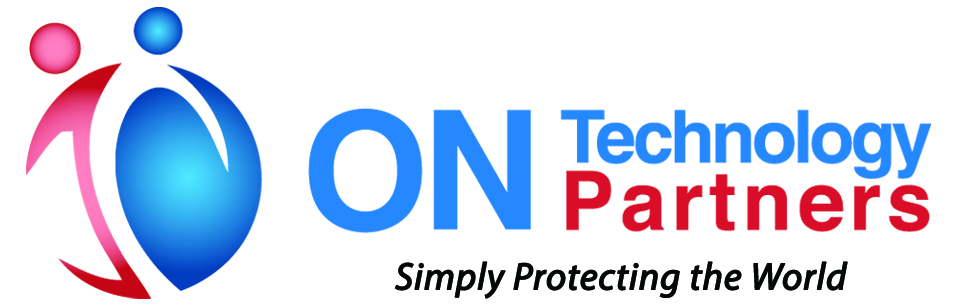 ON Technology
Partners
Simply Protecting the World